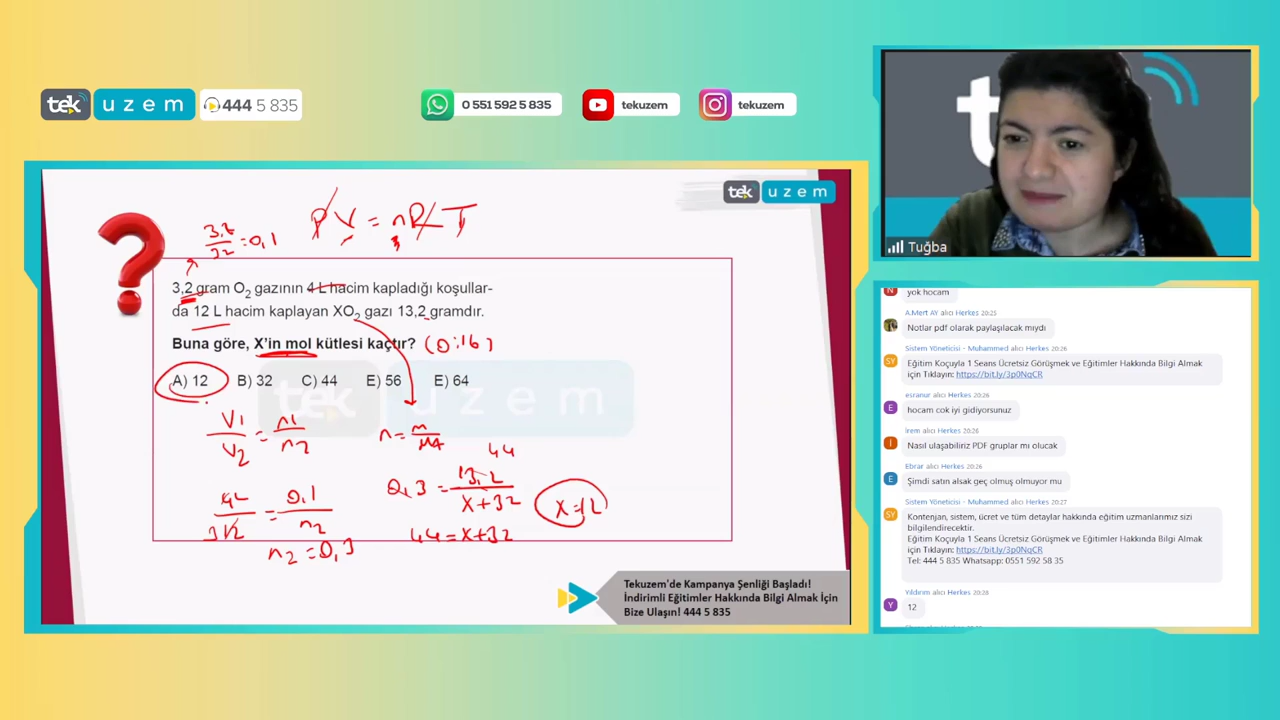 tek uzem 444 5 835
0 551 592 5 835
tekuzem
tekuzem
tek uzem
3,2/32 = 0,1
PV = nRT
3,2 gram O2 gazının 4 L hacim kapladığı koşullar-
da 12 L hacim kaplayan XO2 gazı 13,2 gramdır.
Buna göre, X'in mol kütlesi kaçtır? (O:16)
A) 12 B) 32 C) 44 E) 56 E) 64
tek uzem
V1/V2 = n1/n2
n = m/MA
44
0,3 = 13,2/X+32
X=12
0,1/n2
44 = X+32
n2 = 0,3
Tekuzem'de Kampanya Şenliği Başladı!
İndirimli Eğitimler Hakkında Bilgi Almak İçin
Bize Ulaşın! 444 5 835
t
Tuğba
N
yok hocam
A.Mert AY alıcı Herkes 20:25
Notlar pdf olarak paylaşılacak mıydı
Sistem Yöneticisi - Muhammed alıcı Herkes 20:26
SY
Eğitim Koçuyla 1 Seans Ücretsiz Görüşmek ve Eğitimler Hakkında Bilgi Almak
için Tıklayın: https://bit.ly/3p0NqCR
esranur alıcı Herkes 20:26
E
hocam cok iyi gidiyorsunuz
irem alıcı Herkes 20:26
İ
Nasıl ulaşabiliriz PDF gruplar mı olucak
Ebrar alıcı Herkes 20:26
E
Şimdi satın alsak geç olmuş olmuyor mu
Sistem Yöneticisi - Muhammed alıcı Herkes 20:27
SY
Kontenjan, sistem, ücret ve tüm detaylar hakkında eğitim uzmanlarımız sizi
bilgilendirecektir.
Eğitim Koçuyla 1 Seans Ücretsiz Görüşmek ve Eğitimler Hakkında Bilgi Almak
için Tıklayın: https://bit.ly/3p0NqCR
Tel: 444 5 835 Whatsapp: 0551 592 58 35
Yıldırım alıcı Herkes 20:28
Y
12